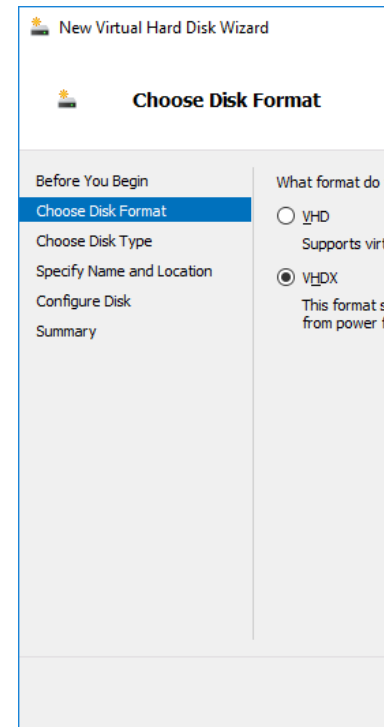 New Virtual Hard Disk Wizard
Choose Disk Format
Before You Begin
Choose Disk Format
Choose Disk Type
Specify Name and Location
Configure Disk
Summary
What format do
VHD
Supports
VHDX
This format
from power